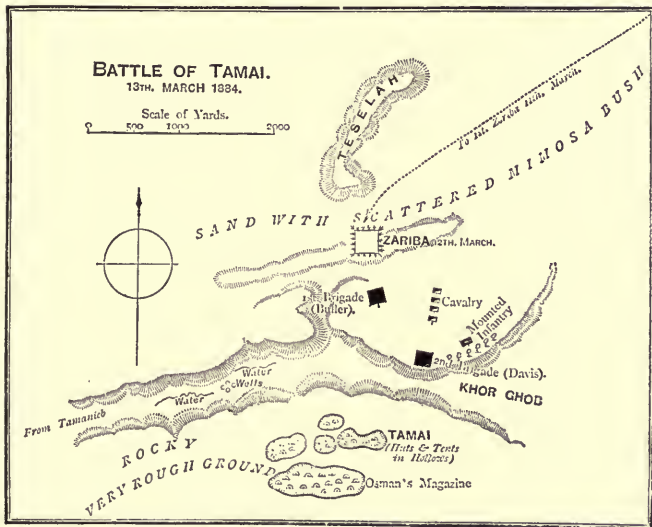 BATTLE OF TAMAI.
13TH. MARCH 1884.
Scale of Yards.
0 500 1000 2000
TESELAH
To 1st. Zariba 11th. March.
SAND WITH SCATTERED MIMOSA BUSH
ZARIBA, 12TH. MARCH.
1st. Brigade
(Buller).
Cavalry
Mounted
Infantry
2nd. Brigade (Davis).
KHOR GHOB
Water
Wells
Water
From Tamanieb
ROCKY
VERY ROUGH GROUND
TAMAI
(Huts & Tents
in Hollows)
Osman's Magazine